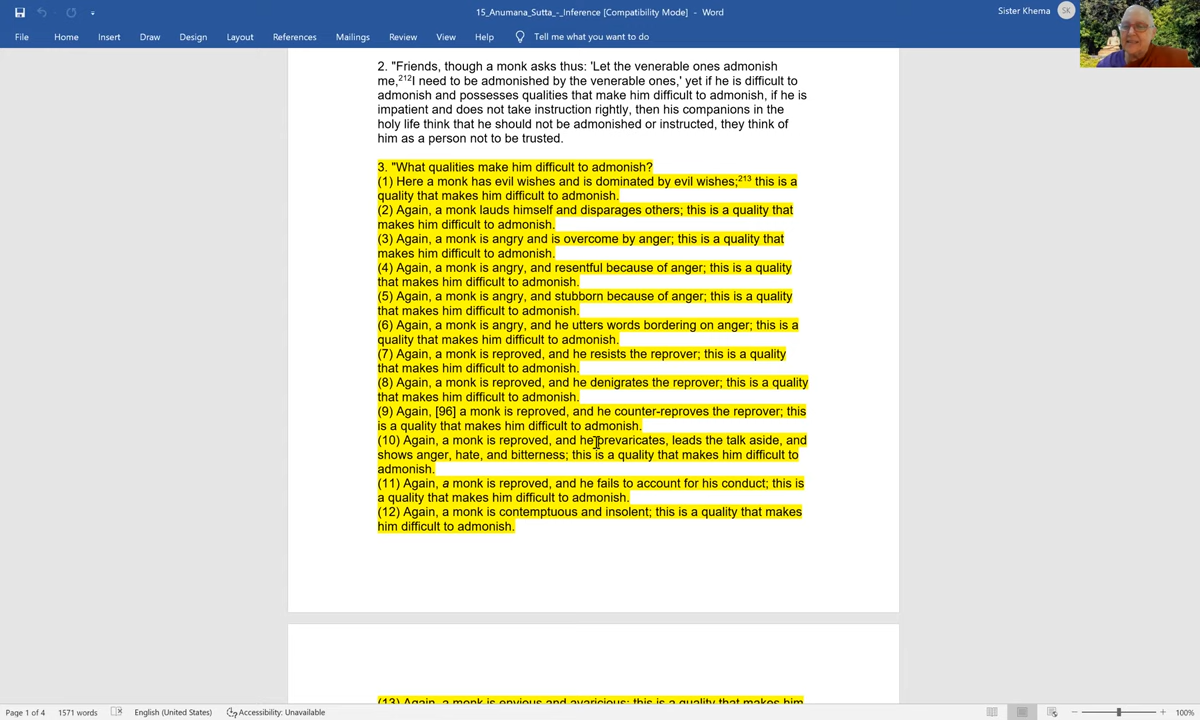 15_Anumana_Sutta_-_Inference [Compatibility Mode] - Word
Sister Khema
SK
File Home Insert Draw Design Layout References Mailings Review View Help Tell me what you want to do
2. "Friends, though a monk asks thus: 'Let the venerable ones admonish
me,212I need to be admonished by the venerable ones,' yet if he is difficult to
admonish and possesses qualities that make him difficult to admonish, if he is
impatient and does not take instruction rightly, then his companions in the
holy life think that he should not be admonished or instructed, they think of
him as a person not to be trusted.
3. "What qualities make him difficult to admonish?
(1) Here a monk has evil wishes and is dominated by evil wishes;213 this is a
quality that makes him difficult to admonish.
(2) Again, a monk lauds himself and disparages others; this is a quality that
makes him difficult to admonish.
(3) Again, a monk is angry and is overcome by anger; this is a quality that
makes him difficult to admonish.
(4) Again, a monk is angry, and resentful because of anger; this is a quality
that makes him difficult to admonish.
(5) Again, a monk is angry, and stubborn because of anger; this is a quality
that makes him difficult to admonish.
(6) Again, a monk is angry, and he utters words bordering on anger; this is a
quality that makes him difficult to admonish.
(7) Again, a monk is reproved, and he resists the reprover; this is a quality
that makes him difficult to admonish.
(8) Again, a monk is reproved, and he denigrates the reprover; this is a quality
that makes him difficult to admonish.
(9) Again, [96] a monk is reproved, and he counter-reproves the reprover; this
is a quality that makes him difficult to admonish.
(10) Again, a monk is reproved, and he prevaricates, leads the talk aside, and
shows anger, hate, and bitterness; this is a quality that makes him difficult to
admonish.
(11) Again, a monk is reproved, and he fails to account for his conduct; this is
a quality that makes him difficult to admonish.
(12) Again, a monk is contemptuous and insolent; this is a quality that makes
him difficult to admonish.
(13) Again, a monk is envious and avaricious; this is a quality that makes him
Page 1 of 4 1571 words English (United States) Accessibility: Unavailable 100%